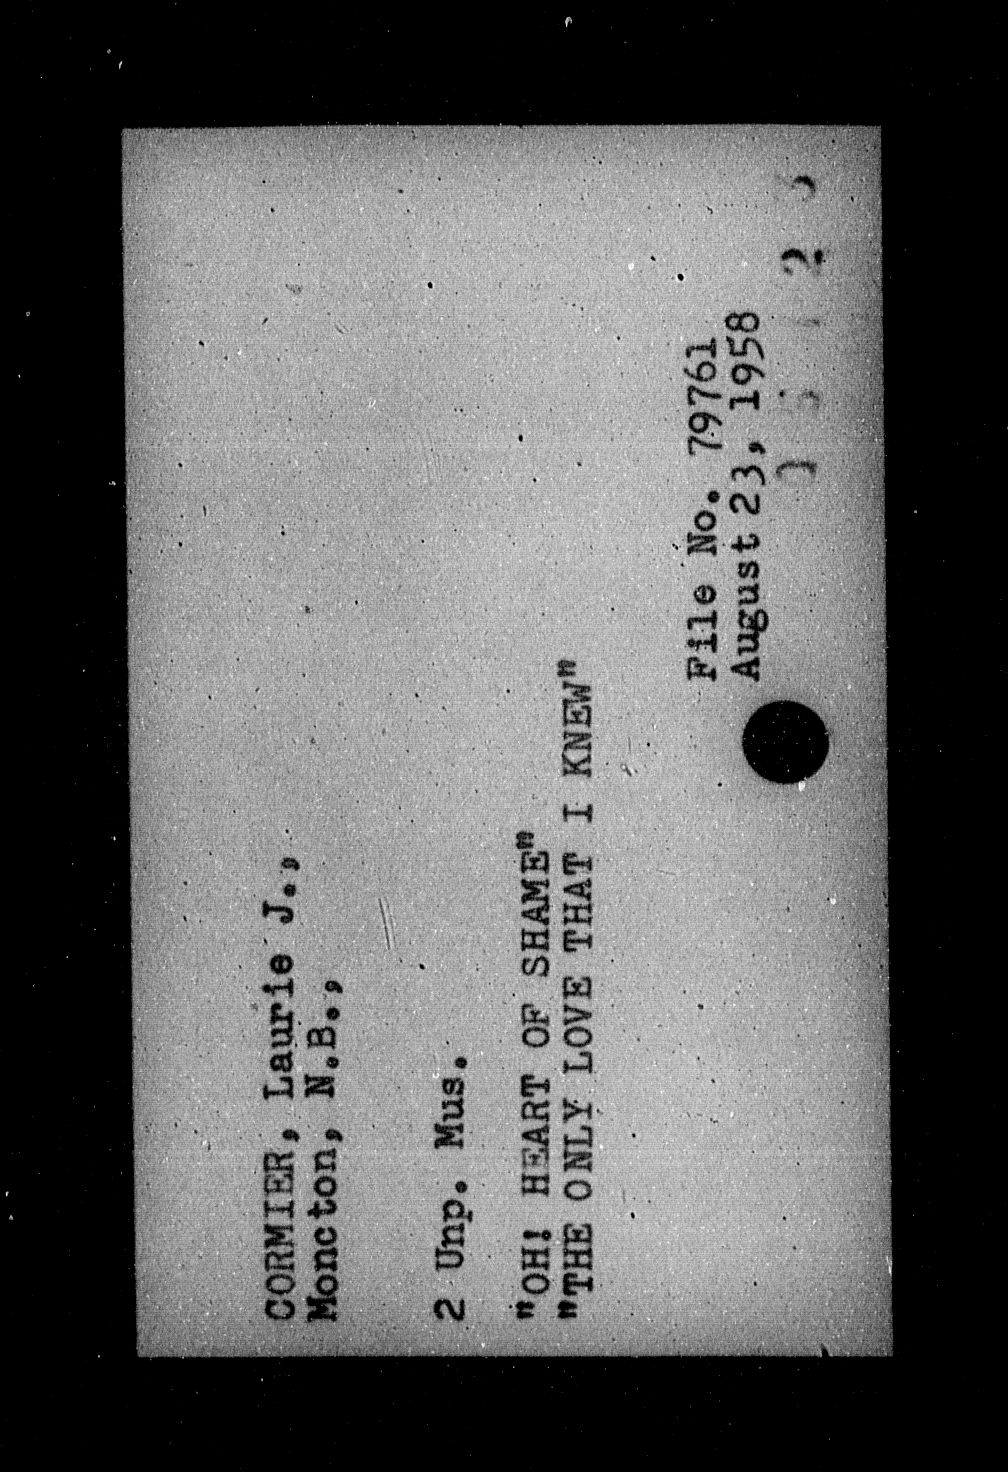 CORMIER, Laurie J.,
Moncton, N.B.,
2 Unp. Mus.
"OH! HEART OF SHAME"
"THE ONLY LOVE THAT I KNEW"
File No. 79761
August 23, 1958